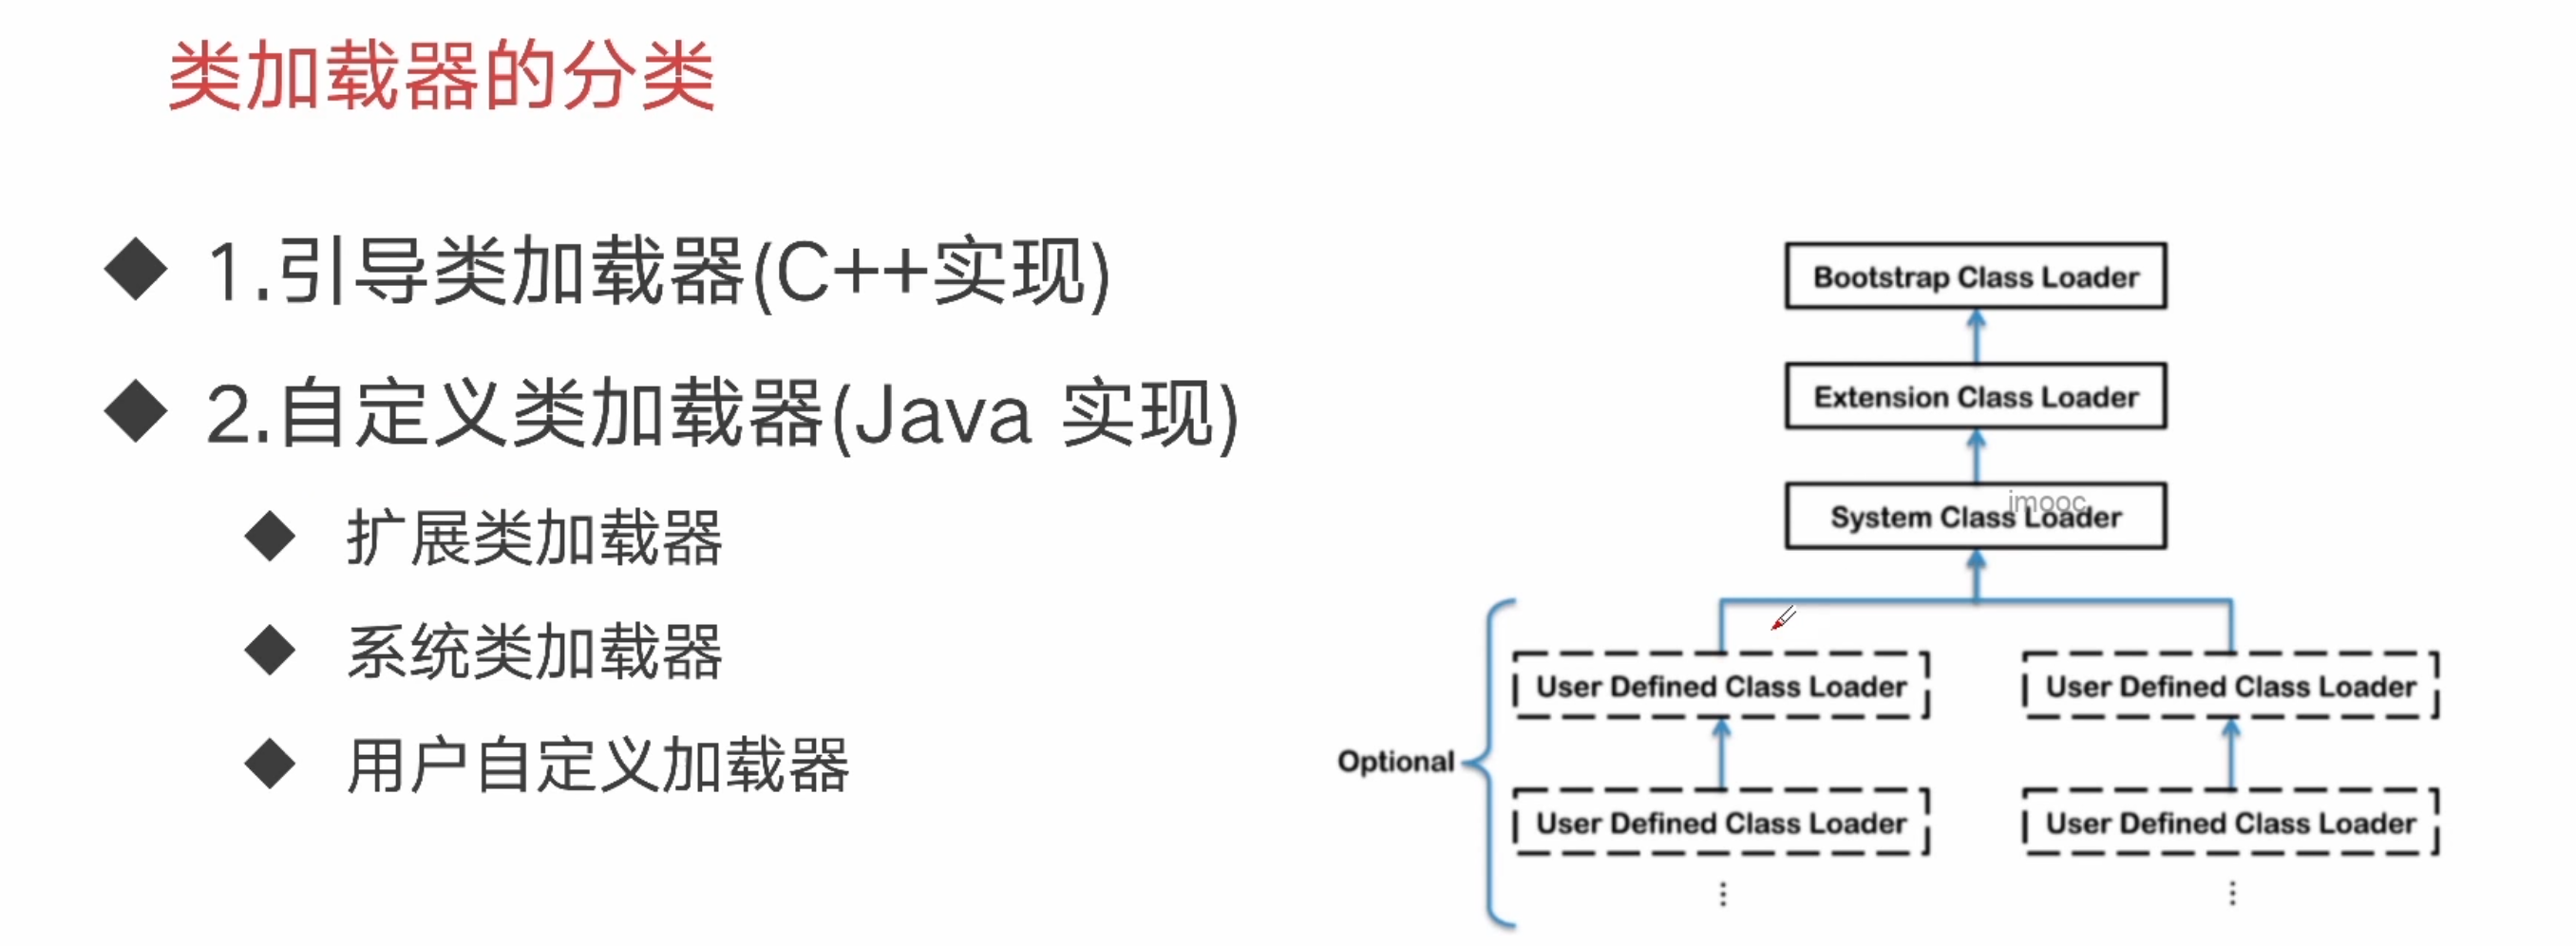 类加载器的分类
1.引导类加载器(C++实现)
2.自定义类加载器(Java 实现)
扩展类加载器
系统类加载器
用户自定义加载器
Bootstrap Class Loader
Extension Class Loader
imooc
System Class Loader
Optional
User Defined Class Loader
User Defined Class Loader
User Defined Class Loader
User Defined Class Loader
⋮
⋮